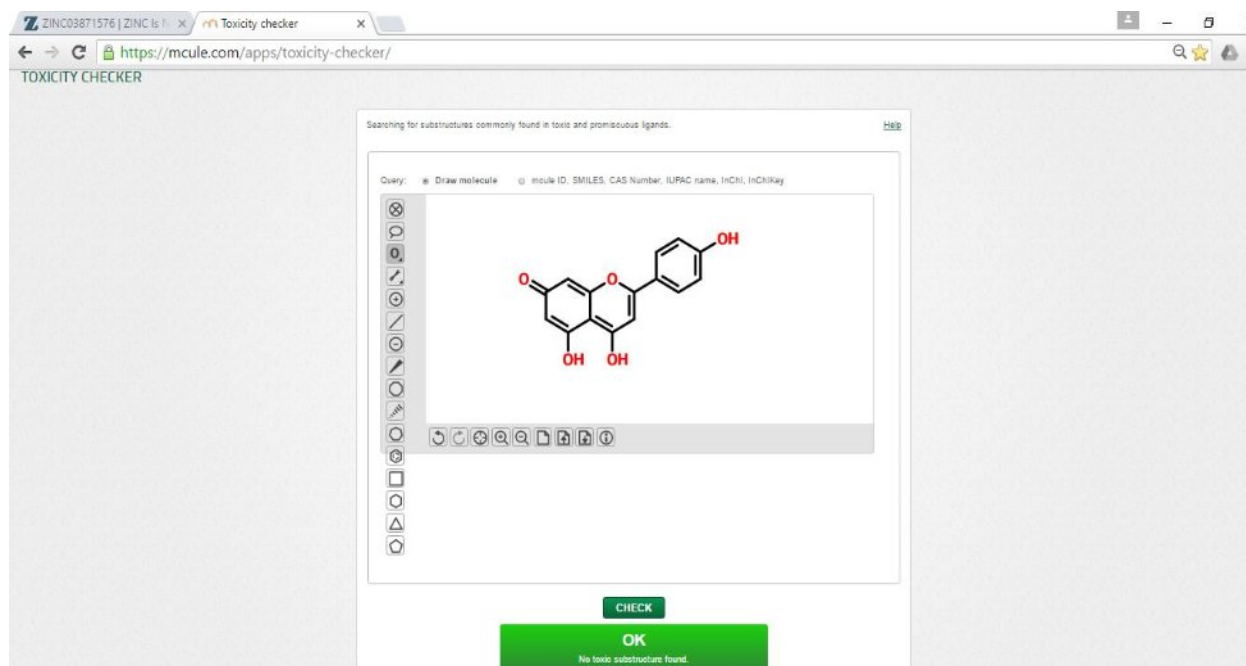 ZINC03871576 | ZINC Is N
Toxicity checker
https://mcule.com/apps/toxicity-checker/
TOXICITY CHECKER
Searching for substructures commonly found in toxic and promiscuous ligands.
Help
Query: Draw molecule mcule ID, SMILES, CAS Number, IUPAC name, InChI, InChIKey
0
OH
O
O
OH
OH
CHECK
OK
No toxic substructure found.